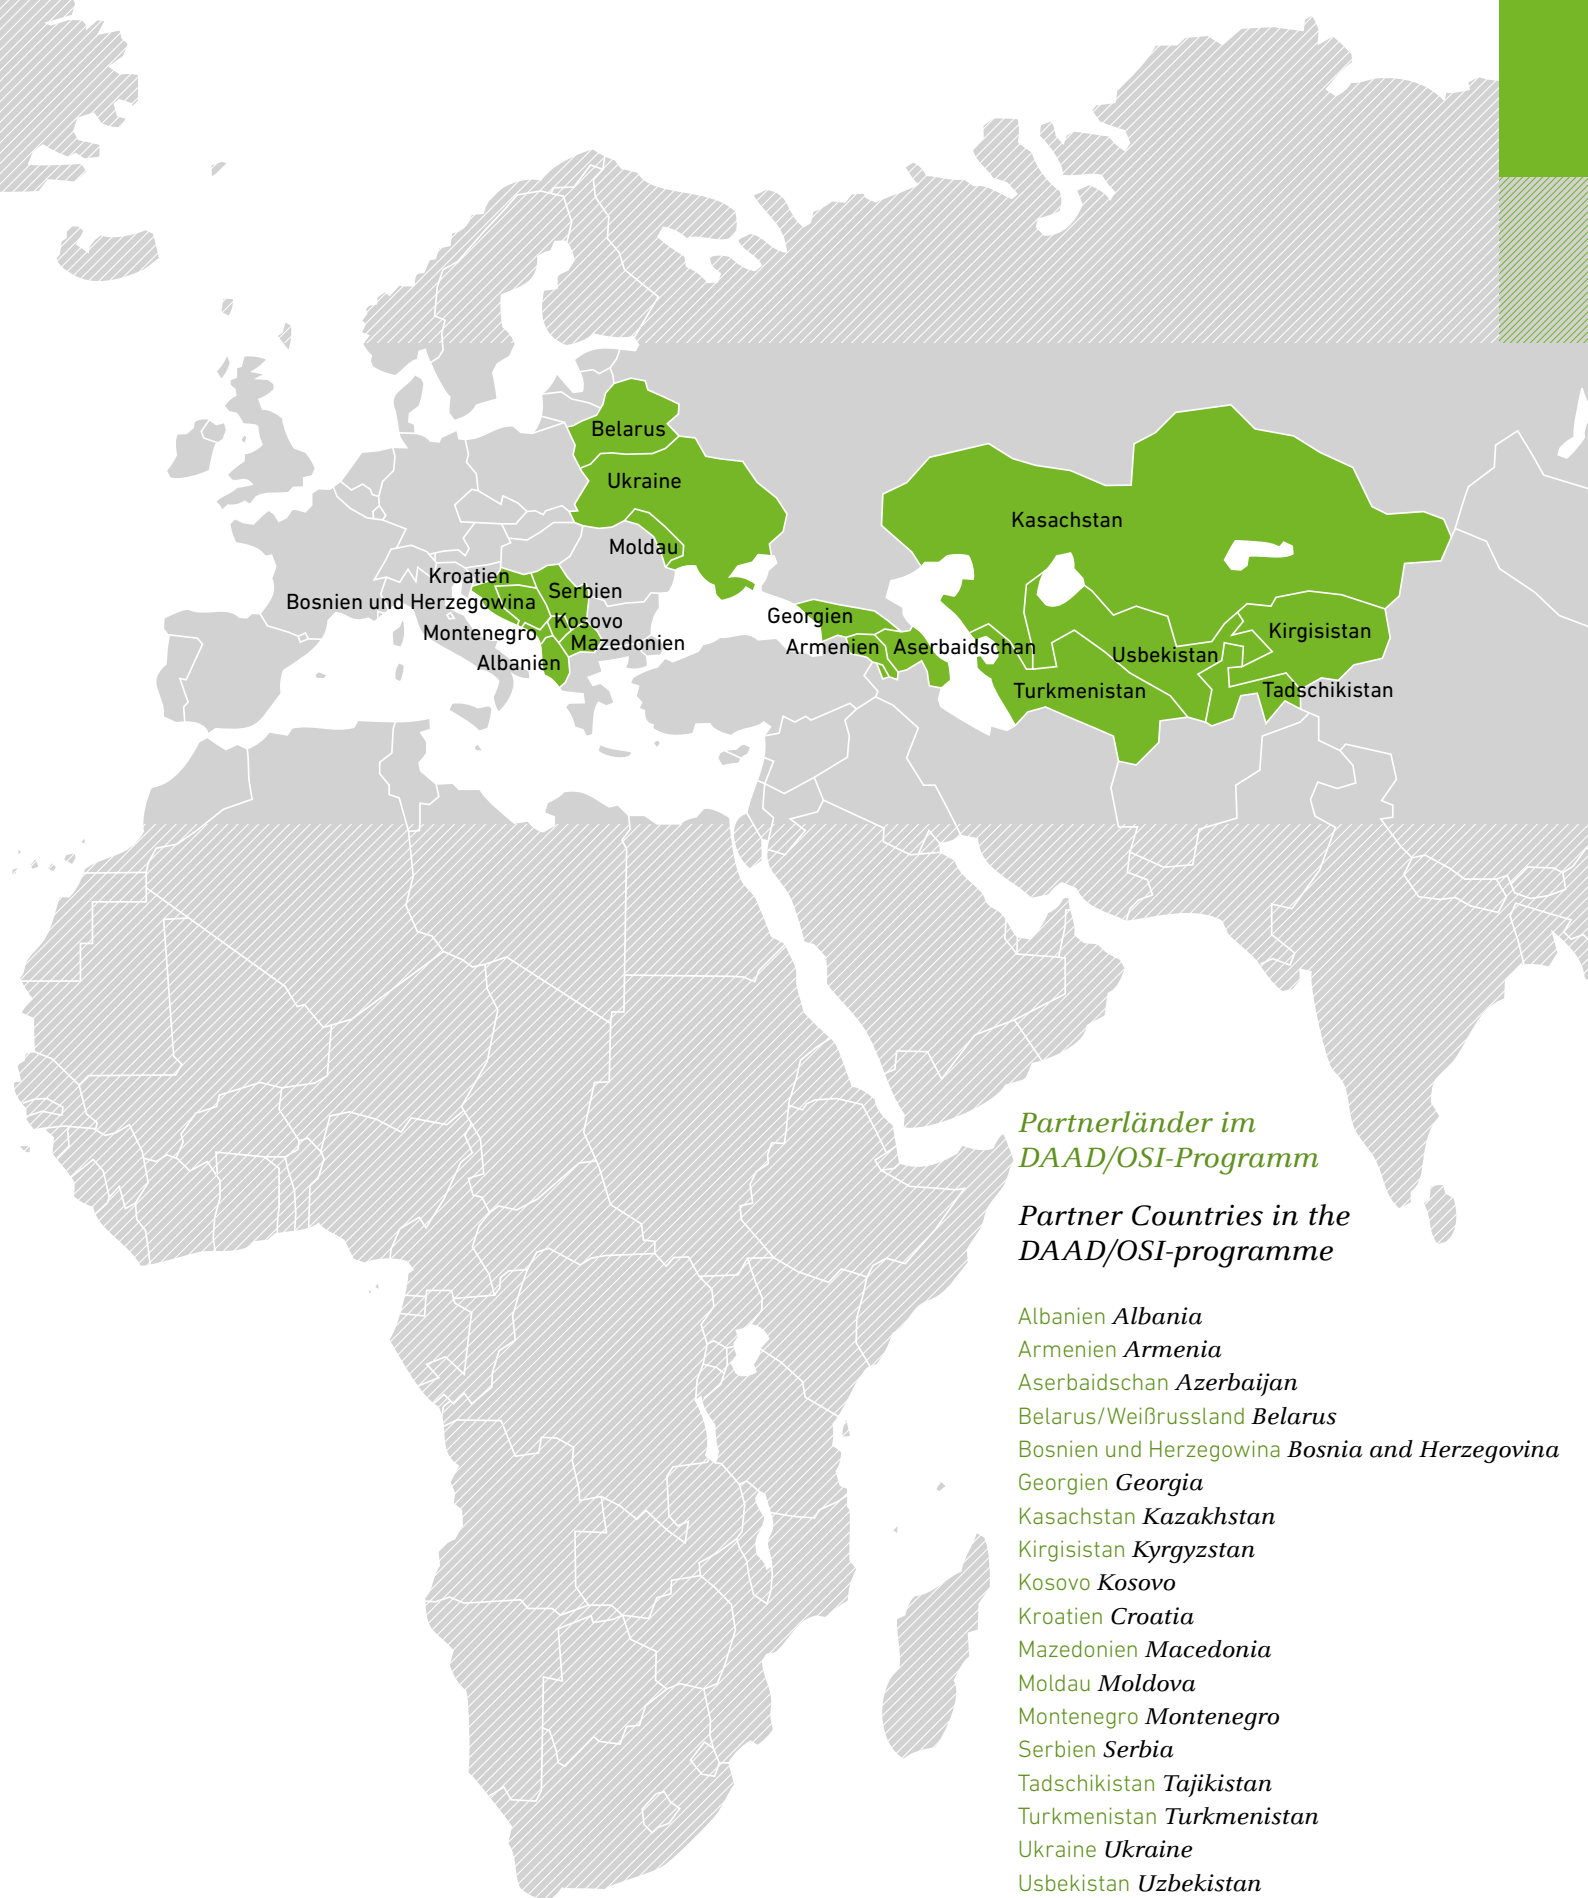 Belarus
Ukraine
Kasachstan
Moldau
Kroatien
Serbien
Bosnien und Herzegowina
Georgien
Kosovo
Kirgisistan
Montenegro
Mazedonien
Armenien
Aserbaidschan
Usbekistan
Albanien
Turkmenistan
Tadschikistan
Partnerländer im
DAAD/OSI-Programm
Partner Countries in the
DAAD/OSI-programme
Albanien Albania
Armenien Armenia
Aserbaidschan Azerbaijan
Belarus/Weißrussland Belarus
Bosnien und Herzegowina Bosnia and Herzegovina
Georgien Georgia
Kasachstan Kazakhstan
Kirgisistan Kyrgyzstan
Kosovo Kosovo
Kroatien Croatia
Mazedonien Macedonia
Moldau Moldova
Montenegro Montenegro
Serbien Serbia
Tadschikistan Tajikistan
Turkmenistan Turkmenistan
Ukraine Ukraine
Usbekistan Uzbekistan